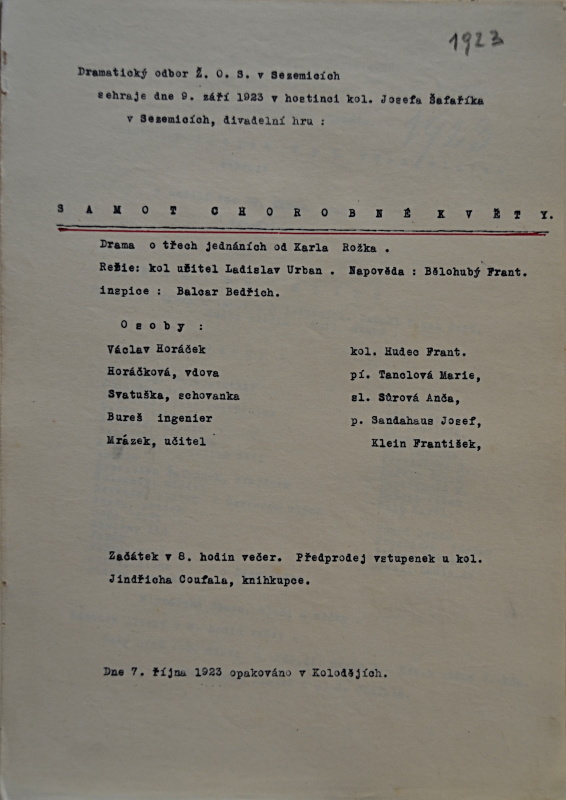 1923
Dramatický odbor Ž. O. S. v Sezemicích
sehraje dne 9. září 1923 v hostinci kol. Josefa Šafaříka
v Sezemicích, divadelní hru :
S A M O T  C H O R O B N É  K V Ě T Y.
Drama o třech jednáních od Karla Rožka .
Režie: kol učitel Ladislav Urban . Napověda : Bělohubý Frant.
inspice : Balcar Bedřich.
O s o b y :
Václav Horáček kol. Hudec Frant.
Horáčková, vdova pí. Tanclová Marie,
Svatuška, schovanka sl. Sůrová Anča,
Bureš ingenier p. Sandahaus Josef,
Mrázek, učitel Klein František,
Začátek v 8. hodin večer. Předprodej vstupenek u kol.
Jindřicha Coufala, knihkupce.
Dne 7. října 1923 opakováno v Kolodějích.